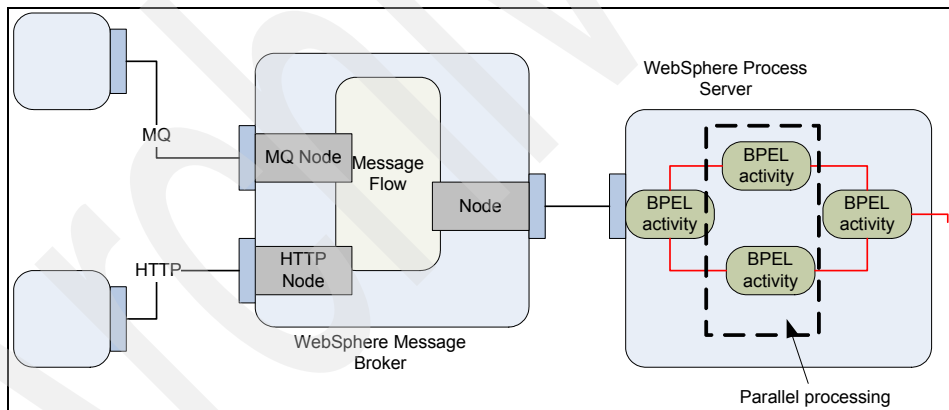 WebSphere Process
Server
MQ
MQ Node
Message
Flow
Node
HTTP
HTTP
Node
WebSphere Message
Broker
BPEL
activity
BPEL
activity
BPEL
activity
BPEL
activity
Parallel processing